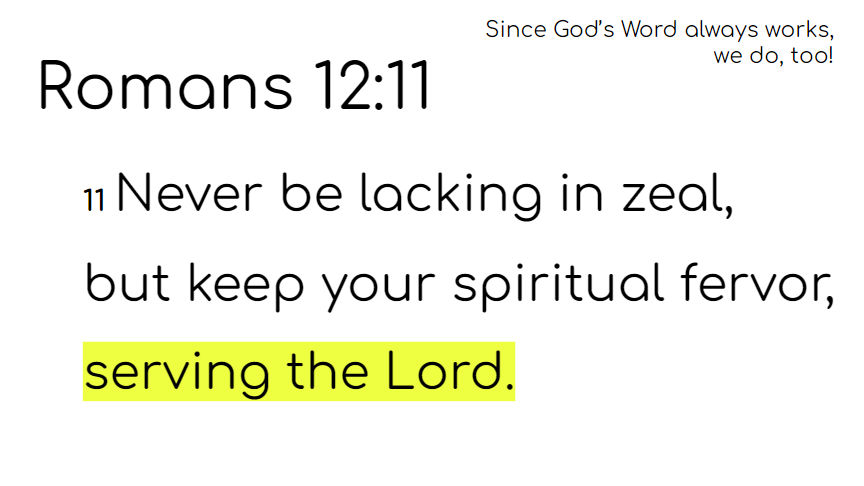 Since God’s Word always works,
we do, too!
Romans 12:11
11 Never be lacking in zeal,
but keep your spiritual fervor,
serving the Lord.